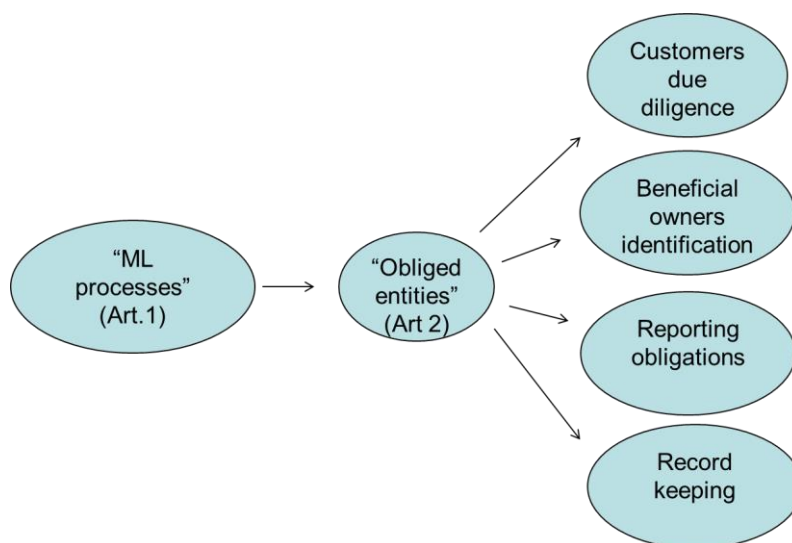 “ML
processes”
(Art.1)
“Obliged
entities”
(Art 2)
Customers
due
diligence
Beneficial
owners
identification
Reporting
obligations
Record
keeping